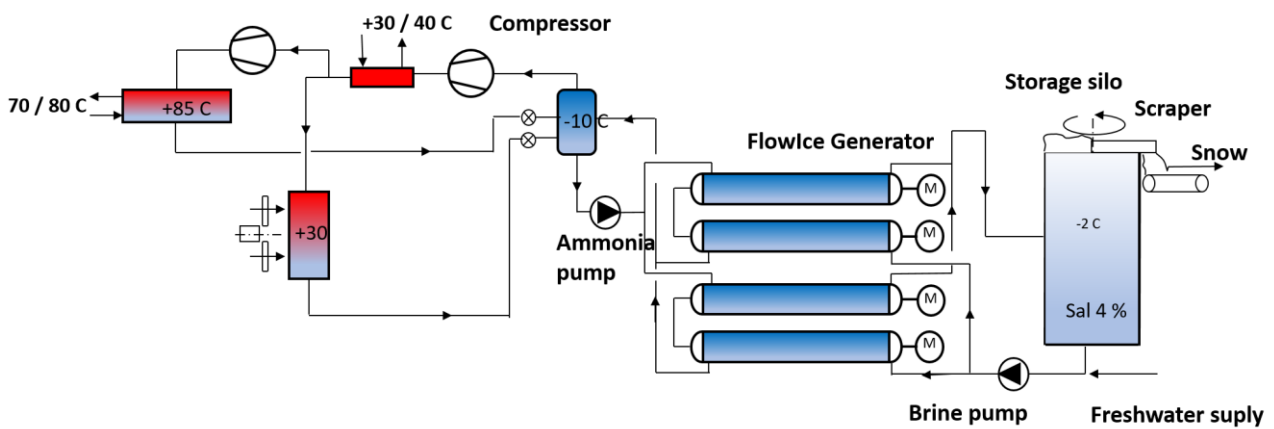 +30 / 40 C
Compressor
70 / 80 C
+85 C
-10 C
Storage silo
Scraper
Snow
FlowIce Generator
M
M
-2 C
+30
Ammonia
pump
M
Sal 4 %
M
Brine pump
Freshwater suply